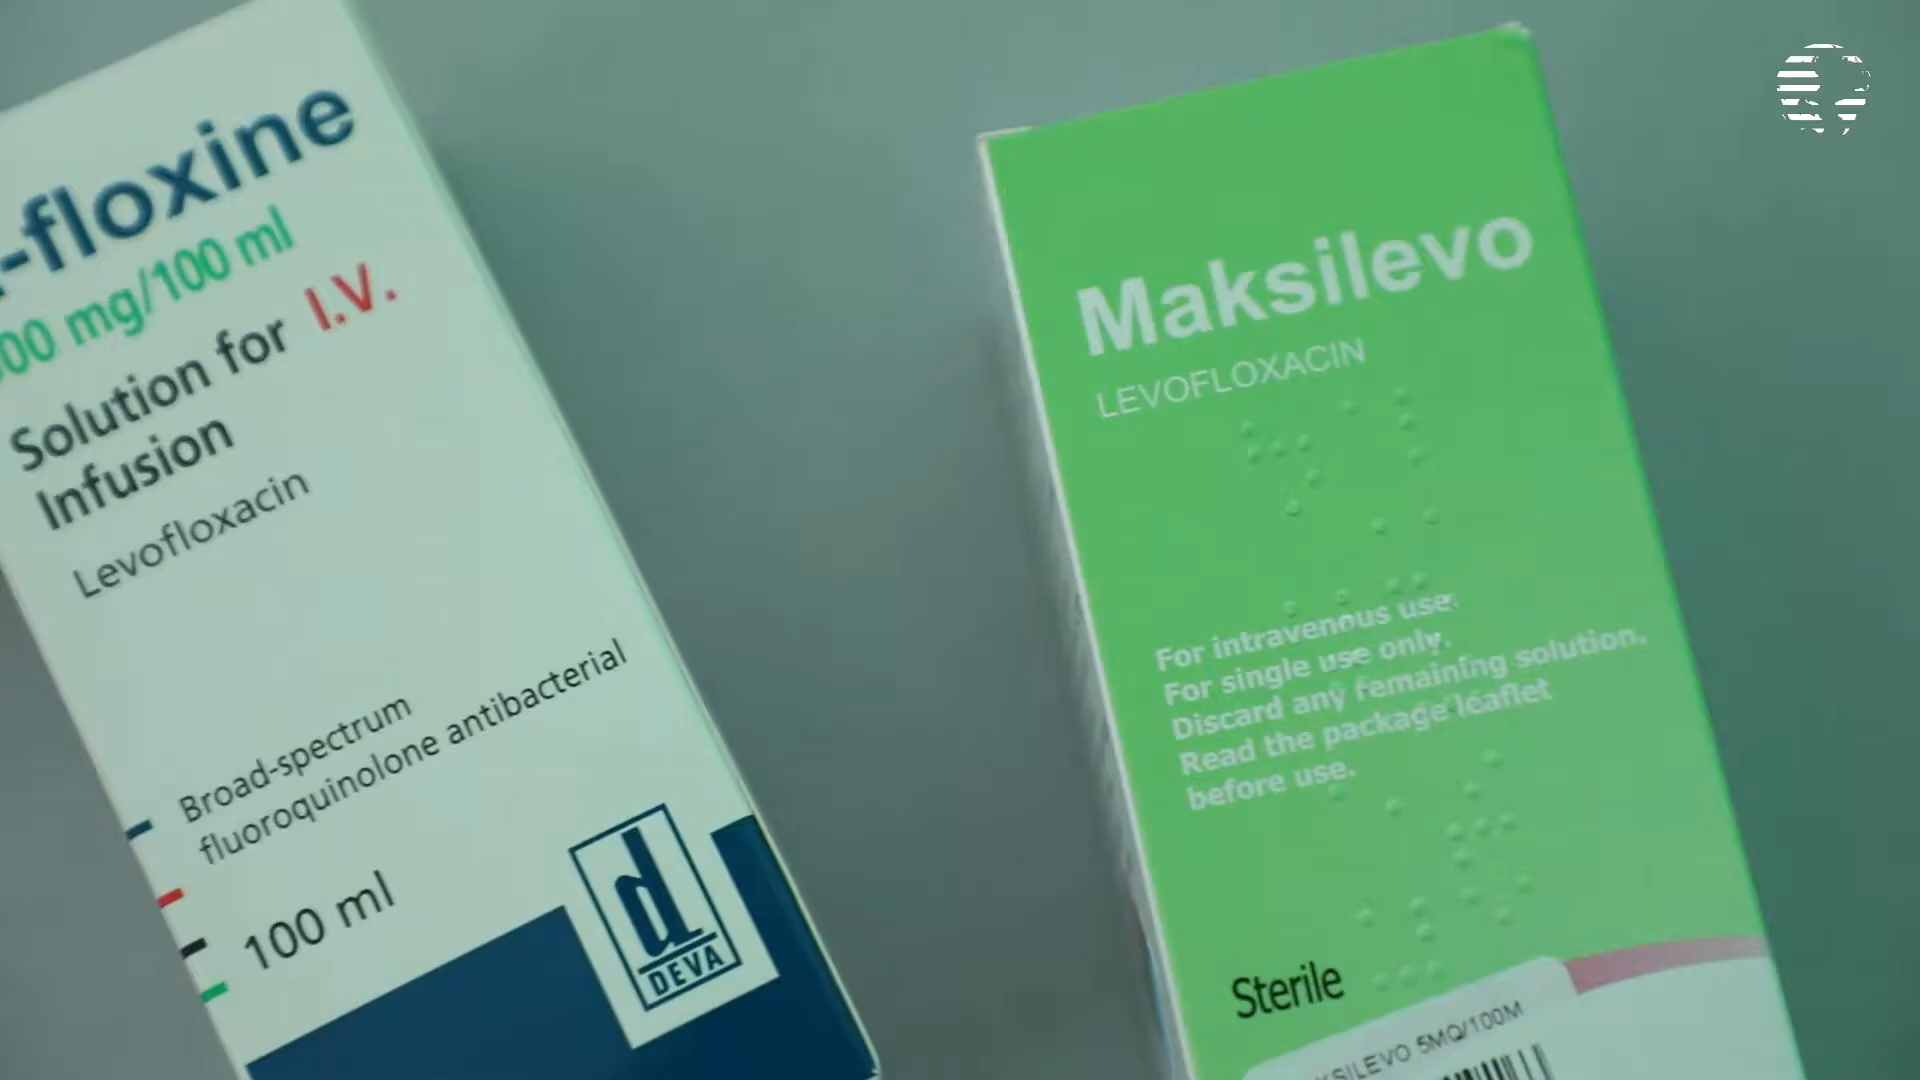 -floxine
00 mg/100 ml
Solution for I.V.
Infusion
Levofloxacin
Broad-spectrum
fluoroquinolone antibacterial
100 ml
d
DEVA
Maksilevo
LEVOFLOXACIN
For intravenous use.
For single use only.
Discard any remaining solution.
Read the package leaflet
before use.
Sterile
KSILEVO 5MQ/100M